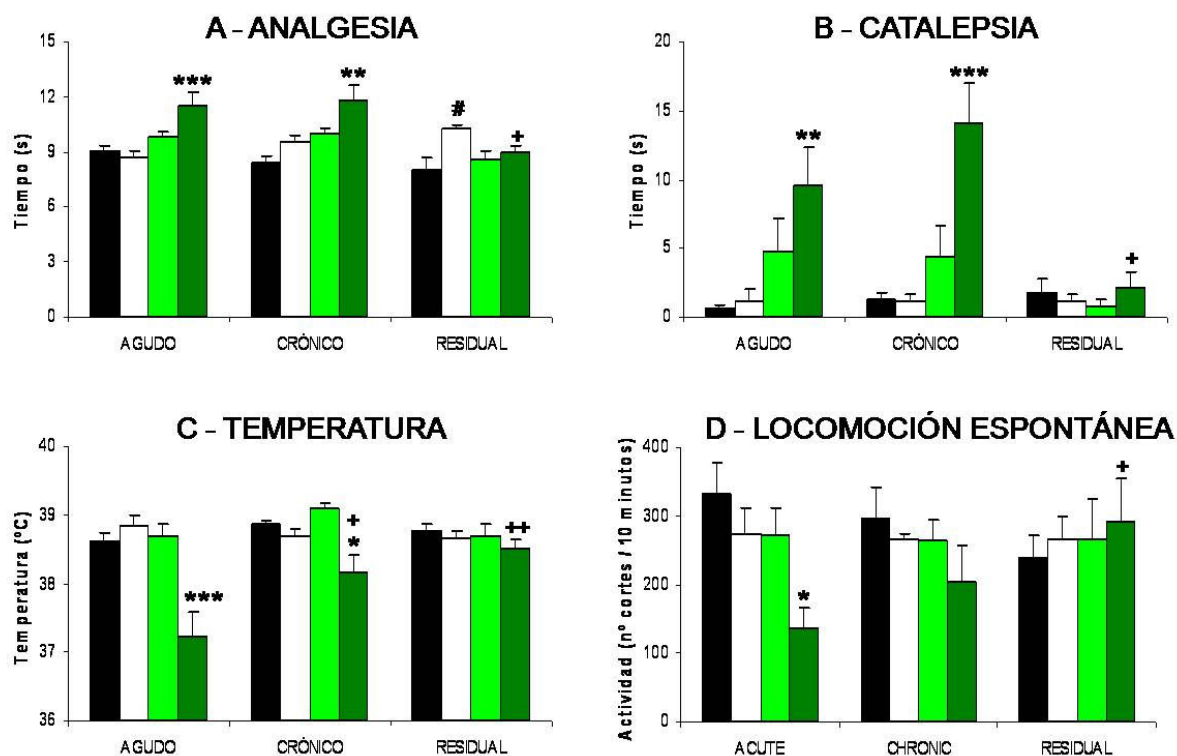 A - ANALGESIA
15
12
9
6
3
0
Tiempo (s)
***
**
#
+
AGUDO
CRÓNICO
RESIDUAL
B - CATALEPSIA
20
15
10
5
0
Tiempo (s)
**
***
+
AGUDO
CRÓNICO
RESIDUAL
C - TEMPERATURA
40
39
38
37
36
Temperatura (ºC)
***
+
*
++
AGUDO
CRÓNICO
RESIDUAL
D - LOCOMOCIÓN ESPONTÁNEA
400
300
200
100
0
Actividad (nº cortes / 10 minutos)
*
+
ACUTE
CHRONIC
RESIDUAL